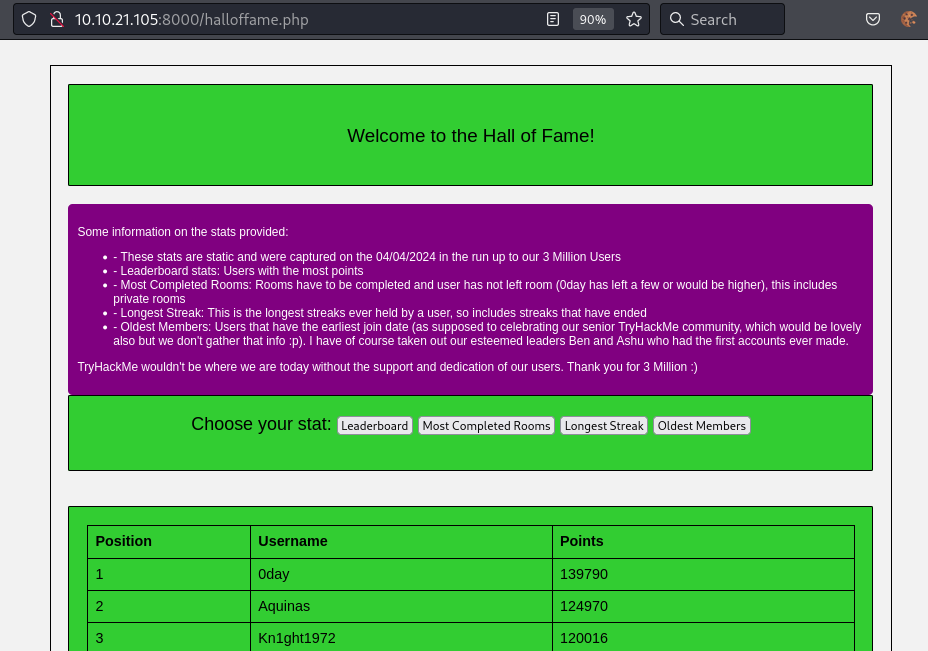 10.10.21.105:8000/halloffame.php 90% Search
Welcome to the Hall of Fame!
Some information on the stats provided:
- These stats are static and were captured on the 04/04/2024 in the run up to our 3 Million Users
- Leaderboard stats: Users with the most points
- Most Completed Rooms: Rooms have to be completed and user has not left room (0day has left a few or would be higher), this includes
private rooms
- Longest Streak: This is the longest streaks ever held by a user, so includes streaks that have ended
- Oldest Members: Users that have the earliest join date (as supposed to celebrating our senior TryHackMe community, which would be lovely
also but we don't gather that info :p). I have of course taken out our esteemed leaders Ben and Ashu who had the first accounts ever made.
TryHackMe wouldn't be where we are today without the support and dedication of our users. Thank you for 3 Million :)
Choose your stat: Leaderboard Most Completed Rooms Longest Streak Oldest Members
Position Username Points
1 0day 139790
2 Aquinas 124970
3 Kn1ght1972 120016